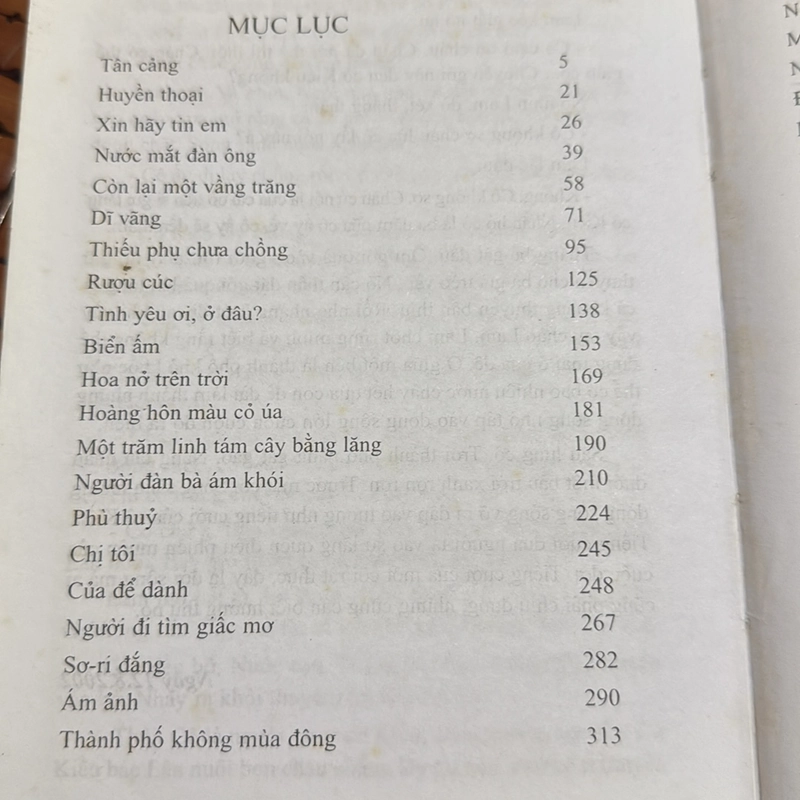 MỤC LỤC
Tân cảng 5
Huyền thoại 21
Xin hãy tin em 26
Nước mắt đàn ông 39
Còn lại một vầng trăng 58
Dĩ vãng 71
Thiếu phụ chưa chồng 95
Rượu cúc 125
Tình yêu ơi, ở đâu? 138
Biển ấm 153
Hoa nở trên trời 169
Hoàng hôn màu cỏ úa 181
Một trăm linh tám cây bằng lăng 190
Người đàn bà ám khói 210
Phù thuỷ 224
Chị tôi 245
Của để dành 248
Người đi tìm giấc mơ 267
Sơ-ri đắng 282
Ám ảnh 290
Thành phố không mùa đông 313